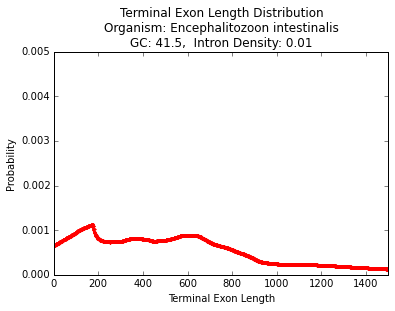 Terminal Exon Length Distribution
Organism: Encephalitozoon intestinalis
GC: 41.5,  Intron Density: 0.01
0.005
0.004
0.003
0.002
0.001
0.000
Probability
0 200 400 600 800 1000 1200 1400
Terminal Exon Length